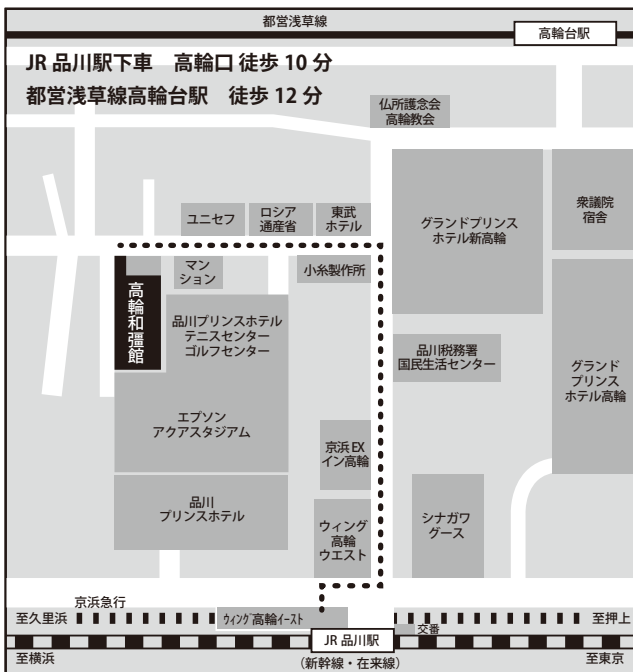 都営浅草線
高輪台駅
JR 品川駅下車　高輪口 徒歩 10 分
都営浅草線高輪台駅　徒歩 12 分
仏所護念会
高輪教会
ユニセフ
ロシア
通産省
東武
ホテル
グランドプリンス
ホテル新高輪
衆議院
宿舎
マン
ション
小糸製作所
高輪和彊館
品川プリンスホテル
テニスセンター
ゴルフセンター
品川税務署
国民生活センター
グランド
プリンス
ホテル高輪
エプソン
アクアスタジアム
京浜 EX
イン高輪
品川
プリンスホテル
ウィング
高輪
ウエスト
シナガワ
グース
京浜急行
至久里浜
ウィング高輪イースト
至押上
交番
JR 品川駅
至横浜
(新幹線・在来線)
至東京